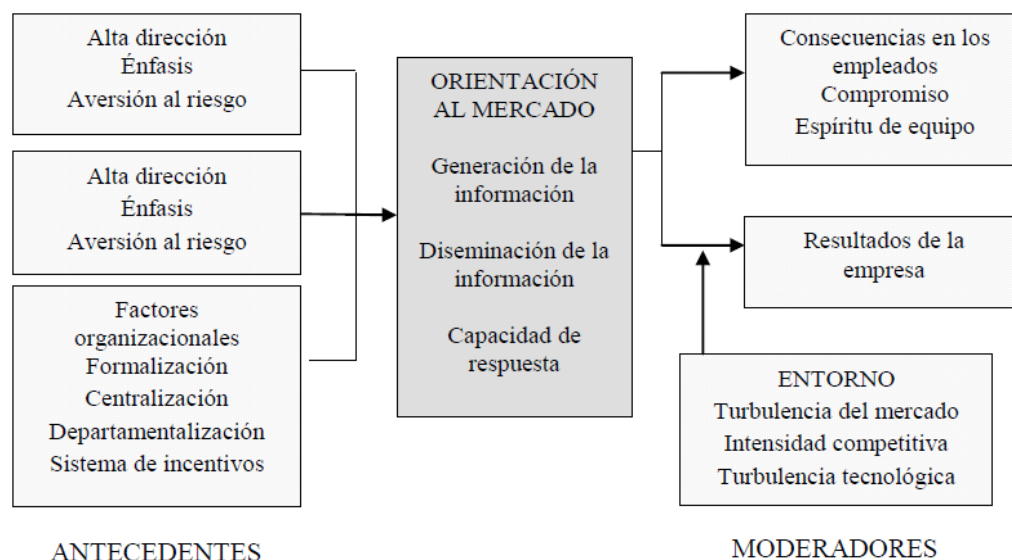 Alta dirección
Énfasis
Aversión al riesgo
Alta dirección
Énfasis
Aversión al riesgo
Factores
organizacionales
Formalización
Centralización
Departamentalización
Sistema de incentivos
ANTECEDENTES
ORIENTACIÓN
AL MERCADO
Generación de la
información
Diseminación de la
información
Capacidad de
respuesta
Consecuencias en los
empleados
Compromiso
Espíritu de equipo
Resultados de la
empresa
ENTORNO
Turbulencia del mercado
Intensidad competitiva
Turbulencia tecnológica
MODERADORES